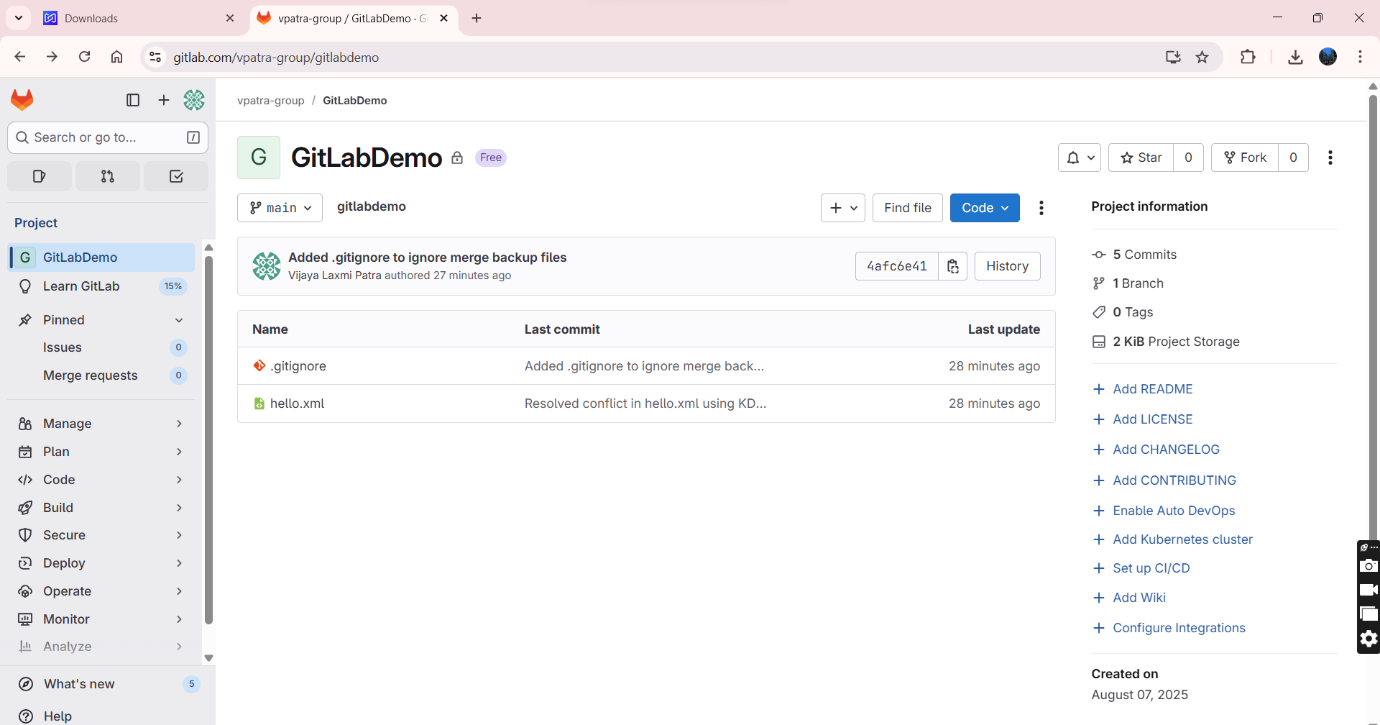 Downloads
vpatra-group / GitLabDemo · G
gitlab.com/vpatra-group/gitlabdemo
Search or go to... /
Project
G GitLabDemo
Learn GitLab 15%
Pinned
Issues 0
Merge requests 0
Manage
Plan
Code
Build
Secure
Deploy
Operate
Monitor
Analyze
What's new 5
Help
vpatra-group / GitLabDemo
G GitLabDemo Free
Star 0 Fork 0
main gitlabdemo
Find file Code
Added .gitignore to ignore merge backup files
Vijaya Laxmi Patra authored 27 minutes ago
4afc6e41 History
Name Last commit Last update
.gitignore Added .gitignore to ignore merge back... 28 minutes ago
hello.xml Resolved conflict in hello.xml using KD... 28 minutes ago
Project information
5 Commits
1 Branch
0 Tags
2 KiB Project Storage
+ Add README
+ Add LICENSE
+ Add CHANGELOG
+ Add CONTRIBUTING
+ Enable Auto DevOps
+ Add Kubernetes cluster
+ Set up CI/CD
+ Add Wiki
+ Configure Integrations
Created on
August 07, 2025